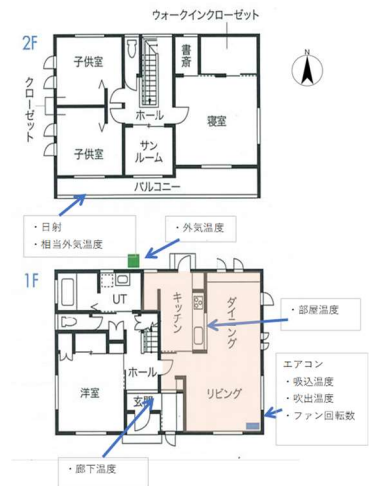 ウォークインクローゼット
2F
N
子供室
書斎
クローゼット
ホール
寝室
子供室
サン
ルーム
バルコニー
・日射
・相当外気温度
・外気温度
1F
UT
キッチン
ダイニング
・部屋温度
洋室
ホール
リビング
玄関
エアコン
・吸込温度
・吹出温度
・ファン回転数
・廊下温度